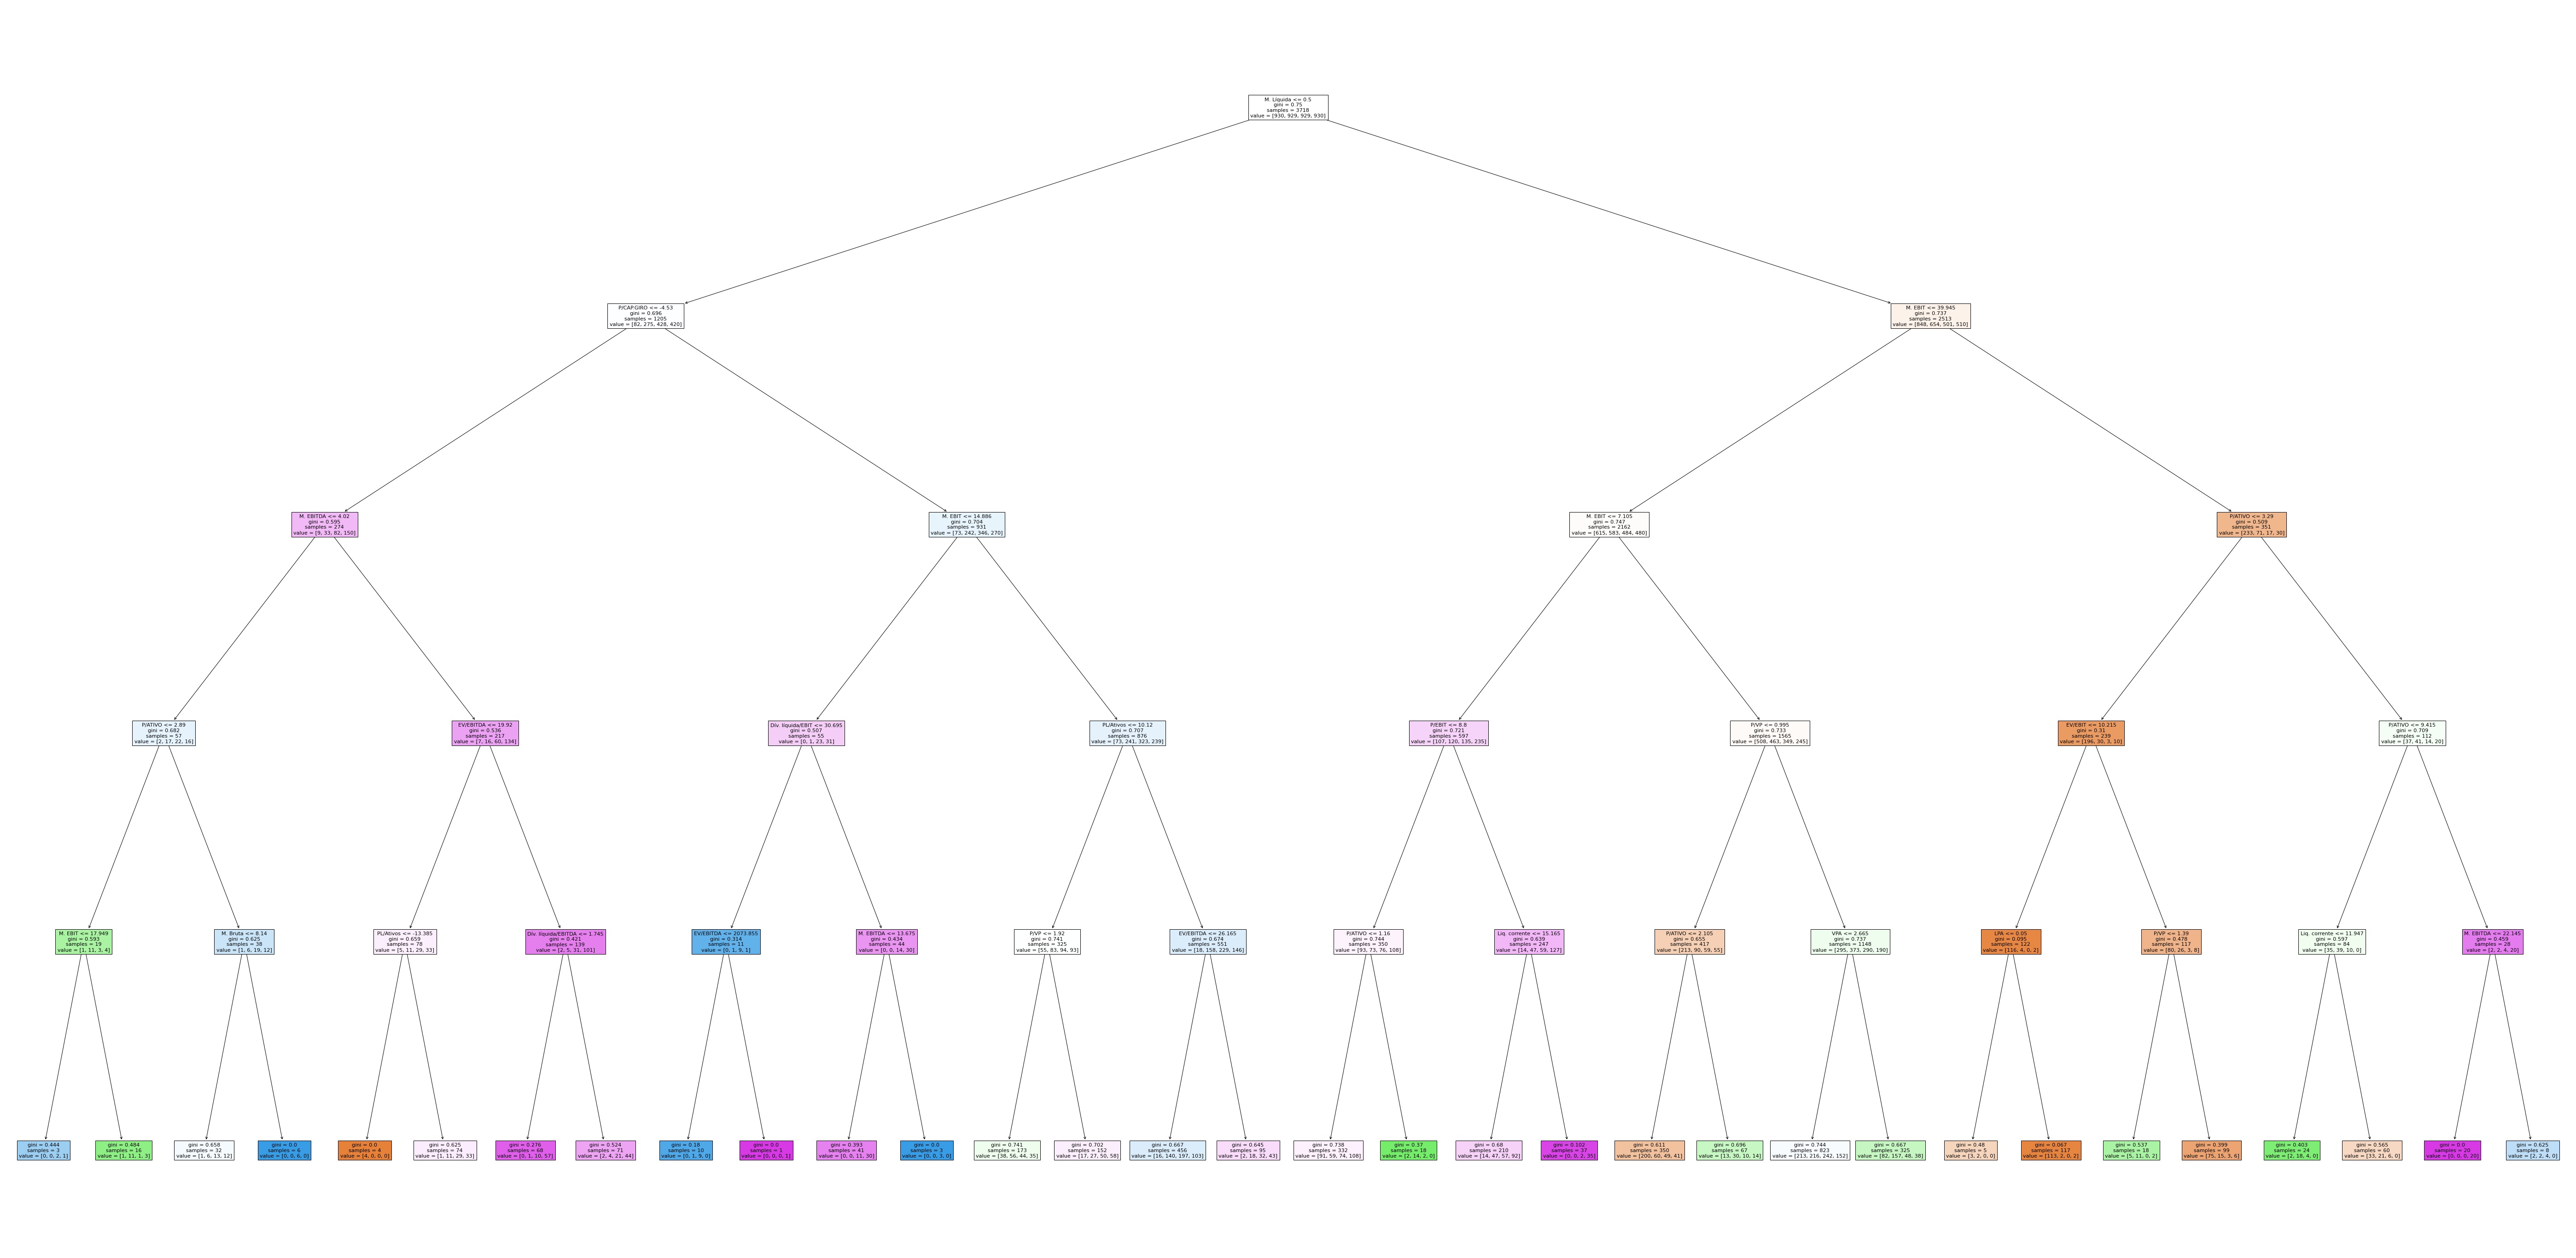 M. Líquida <= 0.5
gini = 0.75
samples = 3718
value = [930, 929, 929, 930]
P/CAP.GIRO <= -4.53
gini = 0.696
samples = 1205
value = [82, 275, 428, 420]
M. EBIT <= 39.945
gini = 0.737
samples = 2513
value = [848, 654, 501, 510]
M. EBITDA <= 4.02
gini = 0.595
samples = 274
value = [9, 33, 82, 150]
M. EBIT <= 14.886
gini = 0.704
samples = 931
value = [73, 242, 346, 270]
M. EBIT <= 7.105
gini = 0.747
samples = 2162
value = [615, 583, 484, 480]
P/ATIVO <= 3.29
gini = 0.509
samples = 351
value = [233, 71, 17, 30]
P/ATIVO <= 2.89
gini = 0.682
samples = 57
value = [2, 17, 22, 16]
EV/EBITDA <= 19.92
gini = 0.536
samples = 217
value = [7, 16, 60, 134]
Dív. líquida/EBIT <= 30.695
gini = 0.507
samples = 55
value = [0, 1, 23, 31]
PL/Ativos <= 10.12
gini = 0.707
samples = 876
value = [73, 241, 323, 239]
P/EBIT <= 8.8
gini = 0.721
samples = 597
value = [107, 120, 135, 235]
P/VP <= 0.995
gini = 0.733
samples = 1565
value = [508, 463, 349, 245]
EV/EBIT <= 10.215
gini = 0.31
samples = 239
value = [196, 30, 3, 10]
P/ATIVO <= 9.415
gini = 0.709
samples = 112
value = [37, 41, 14, 20]
M. EBIT <= 17.949
gini = 0.593
samples = 19
value = [1, 11, 3, 4]
M. Bruta <= 8.14
gini = 0.625
samples = 38
value = [1, 6, 19, 12]
PL/Ativos <= -13.385
gini = 0.659
samples = 78
value = [5, 11, 29, 33]
Dív. líquida/EBITDA <= 1.745
gini = 0.421
samples = 139
value = [2, 5, 31, 101]
EV/EBITDA <= 2073.855
gini = 0.314
samples = 11
value = [0, 1, 9, 1]
M. EBITDA <= 13.675
gini = 0.434
samples = 44
value = [0, 0, 14, 30]
P/VP <= 1.92
gini = 0.741
samples = 325
value = [55, 83, 94, 93]
EV/EBITDA <= 26.165
gini = 0.674
samples = 551
value = [18, 158, 229, 146]
P/ATIVO <= 1.16
gini = 0.744
samples = 350
value = [93, 73, 76, 108]
Liq. corrente <= 15.165
gini = 0.639
samples = 247
value = [14, 47, 59, 127]
P/ATIVO <= 2.105
gini = 0.655
samples = 417
value = [213, 90, 59, 55]
VPA <= 2.665
gini = 0.737
samples = 1148
value = [295, 373, 290, 190]
LPA <= 0.05
gini = 0.095
samples = 122
value = [116, 4, 0, 2]
P/VP <= 1.39
gini = 0.478
samples = 117
value = [80, 26, 3, 8]
Liq. corrente <= 11.947
gini = 0.597
samples = 84
value = [35, 39, 10, 0]
M. EBITDA <= 22.145
gini = 0.459
samples = 28
value = [2, 2, 4, 20]
gini = 0.444
samples = 3
value = [0, 0, 2, 1]
gini = 0.484
samples = 16
value = [1, 11, 1, 3]
gini = 0.658
samples = 32
value = [1, 6, 13, 12]
gini = 0.0
samples = 6
value = [0, 0, 6, 0]
gini = 0.0
samples = 4
value = [4, 0, 0, 0]
gini = 0.625
samples = 74
value = [1, 11, 29, 33]
gini = 0.276
samples = 68
value = [0, 1, 10, 57]
gini = 0.524
samples = 71
value = [2, 4, 21, 44]
gini = 0.18
samples = 10
value = [0, 1, 9, 0]
gini = 0.0
samples = 1
value = [0, 0, 0, 1]
gini = 0.393
samples = 41
value = [0, 0, 11, 30]
gini = 0.0
samples = 3
value = [0, 0, 3, 0]
gini = 0.741
samples = 173
value = [38, 56, 44, 35]
gini = 0.702
samples = 152
value = [17, 27, 50, 58]
gini = 0.667
samples = 456
value = [16, 140, 197, 103]
gini = 0.645
samples = 95
value = [2, 18, 32, 43]
gini = 0.738
samples = 332
value = [91, 59, 74, 108]
gini = 0.37
samples = 18
value = [2, 14, 2, 0]
gini = 0.68
samples = 210
value = [14, 47, 57, 92]
gini = 0.102
samples = 37
value = [0, 0, 2, 35]
gini = 0.611
samples = 350
value = [200, 60, 49, 41]
gini = 0.696
samples = 67
value = [13, 30, 10, 14]
gini = 0.744
samples = 823
value = [213, 216, 242, 152]
gini = 0.667
samples = 325
value = [82, 157, 48, 38]
gini = 0.48
samples = 5
value = [3, 2, 0, 0]
gini = 0.067
samples = 117
value = [113, 2, 0, 2]
gini = 0.537
samples = 18
value = [5, 11, 0, 2]
gini = 0.399
samples = 99
value = [75, 15, 3, 6]
gini = 0.403
samples = 24
value = [2, 18, 4, 0]
gini = 0.565
samples = 60
value = [33, 21, 6, 0]
gini = 0.0
samples = 20
value = [0, 0, 0, 20]
gini = 0.625
samples = 8
value = [2, 2, 4, 0]